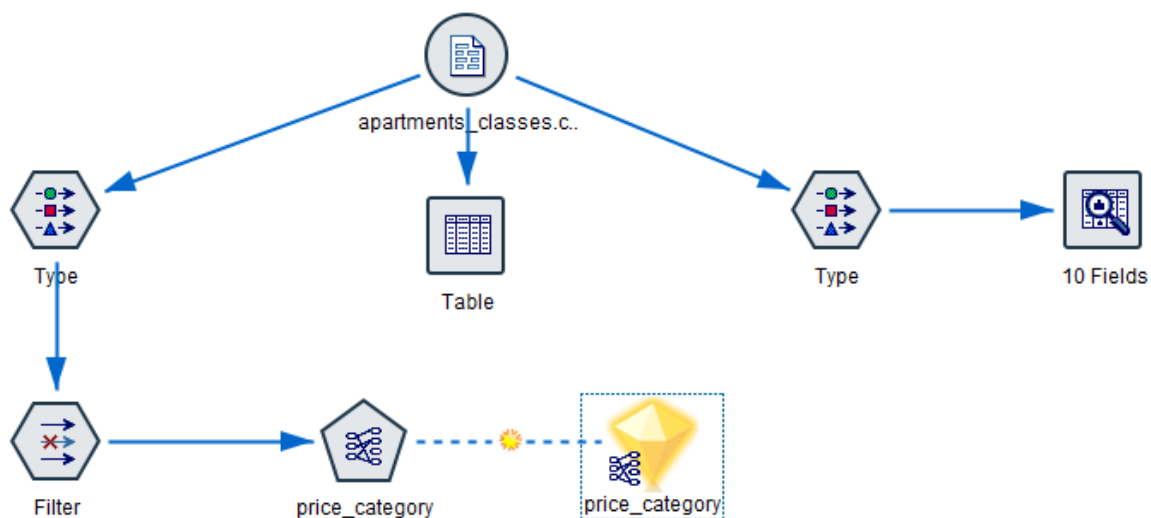 apartments_classes.c..
Type
Table
Type
10 Fields
Filter
price_category
price_category